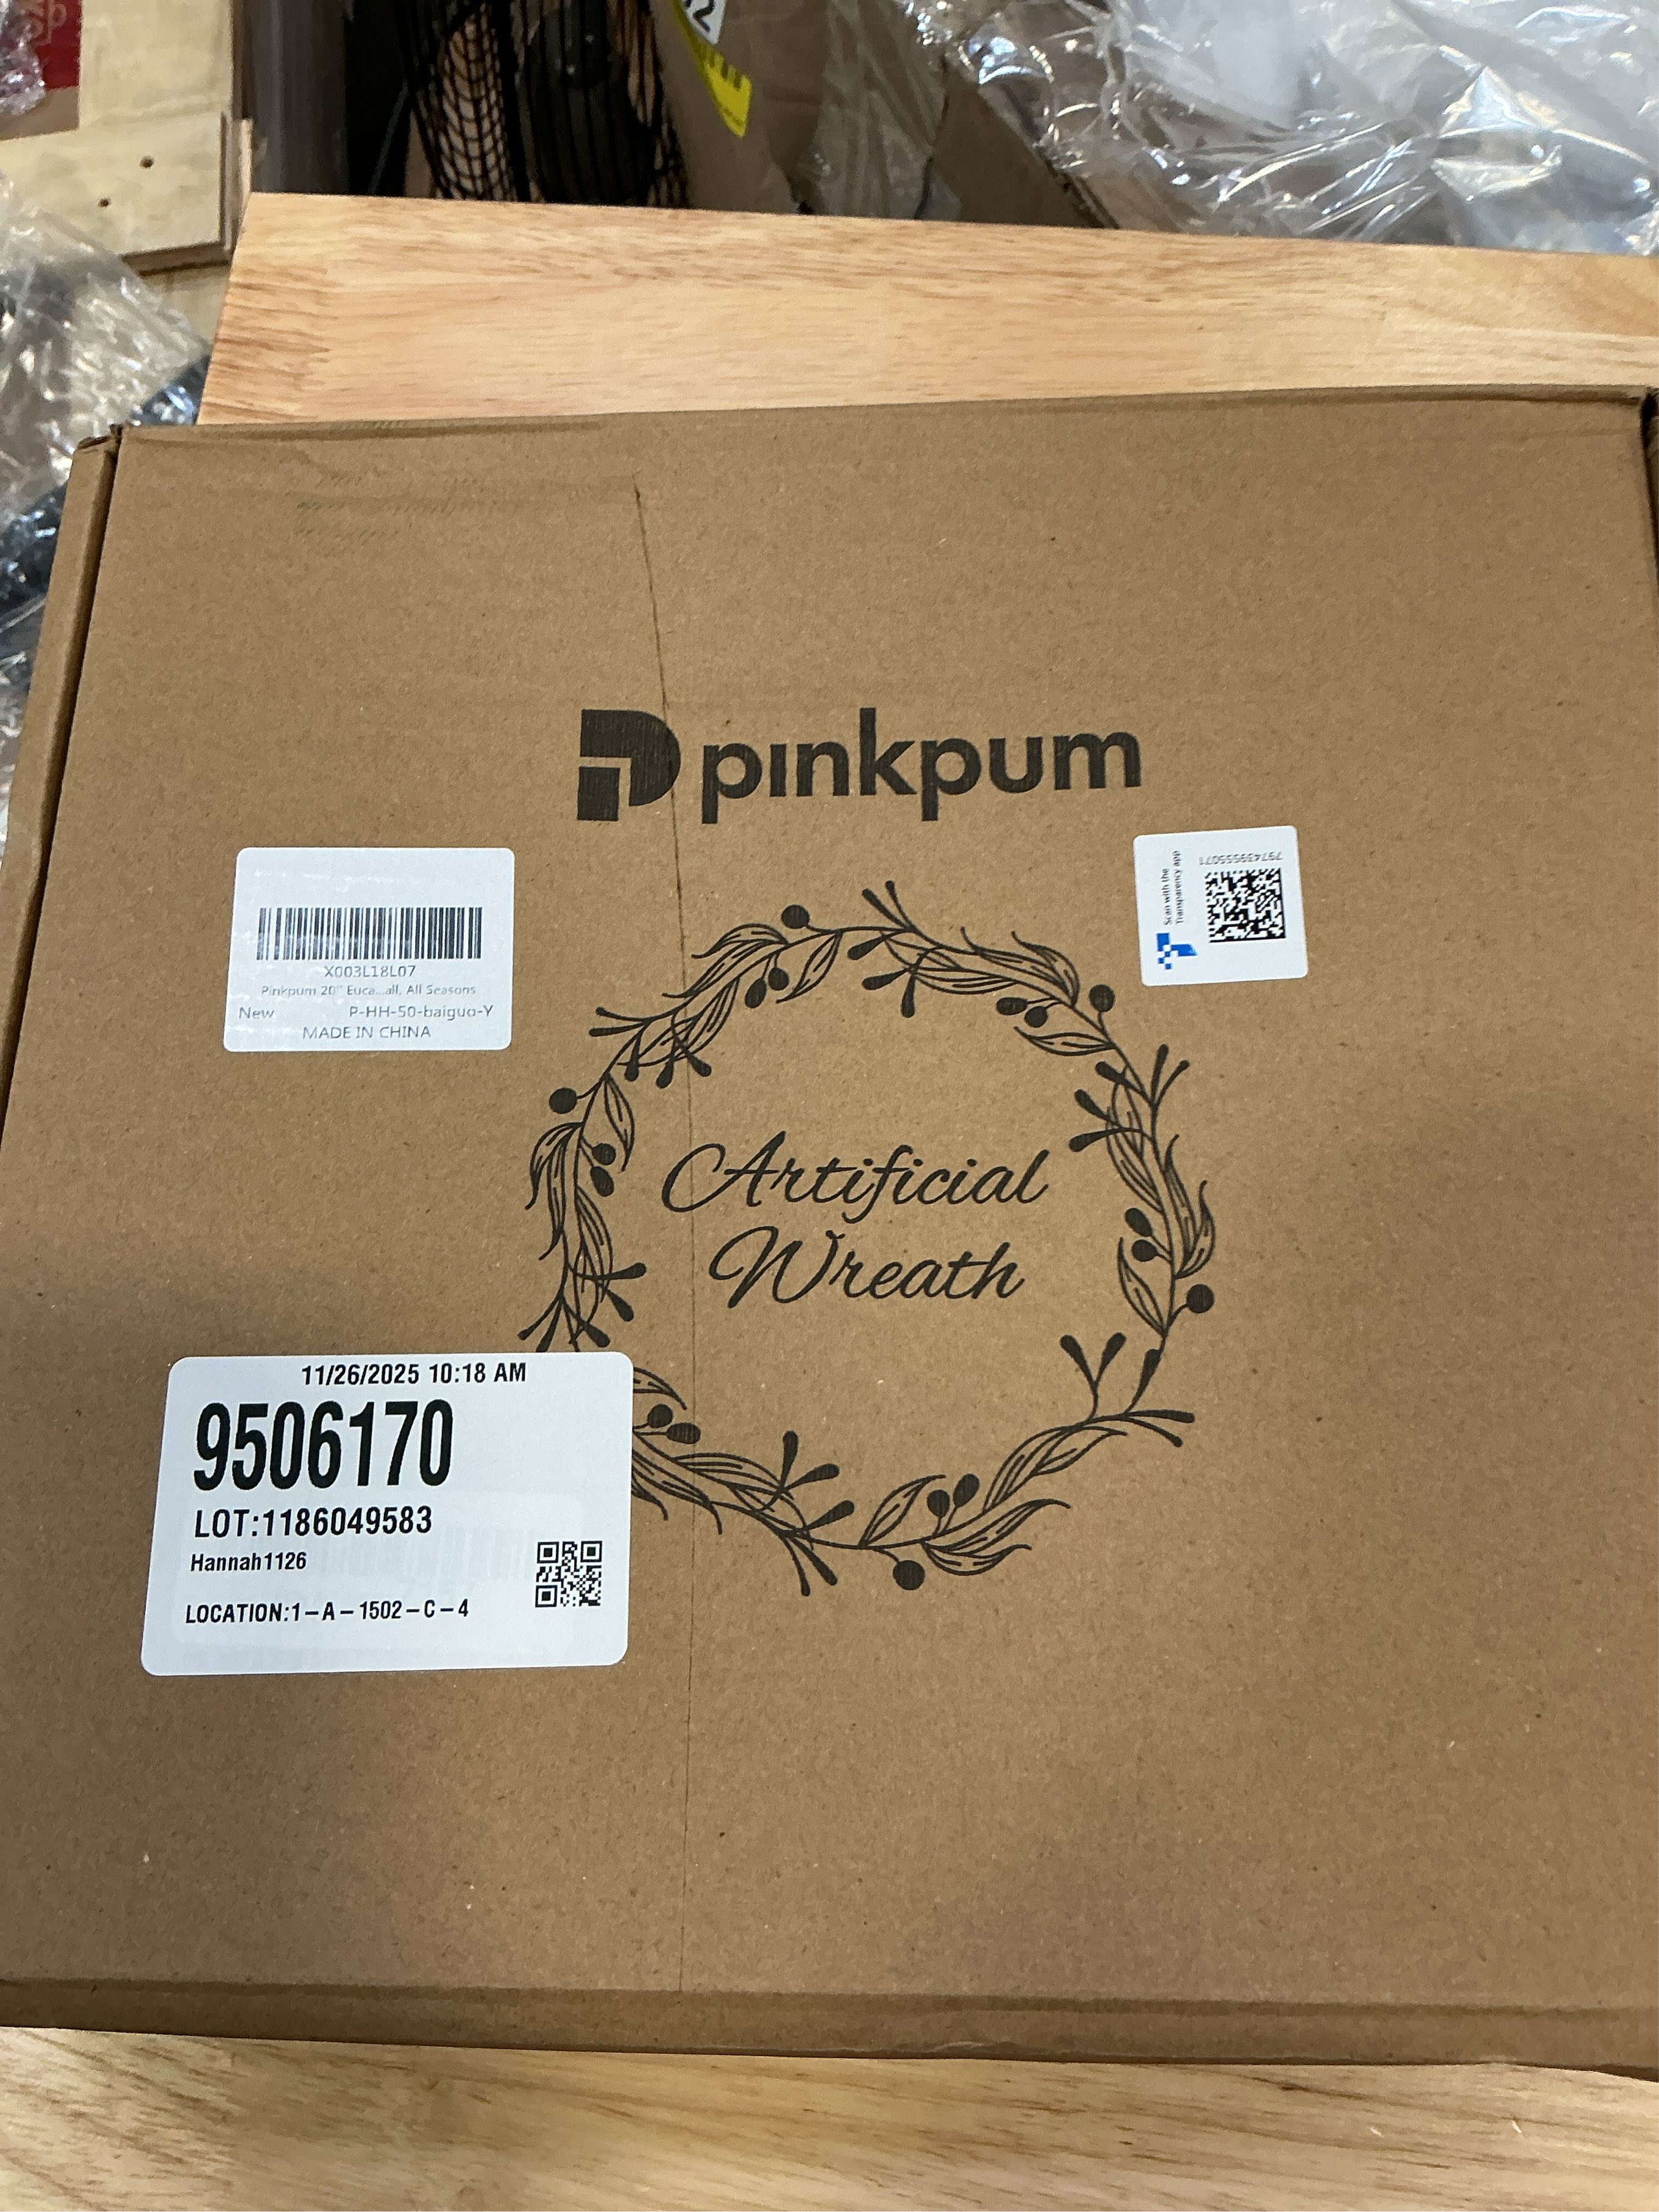 pinkpum
X003L18L07
Pinkpum 20" Euca...all, All Seasons
New P-HH-50-baiguo-Y
MADE IN CHINA
Scan with the
Transparency app
797439555071
Artificial
Wreath
11/26/2025 10:18 AM
9506170
LOT:1186049583
Hannah1126
LOCATION:1-A-1502-C-4